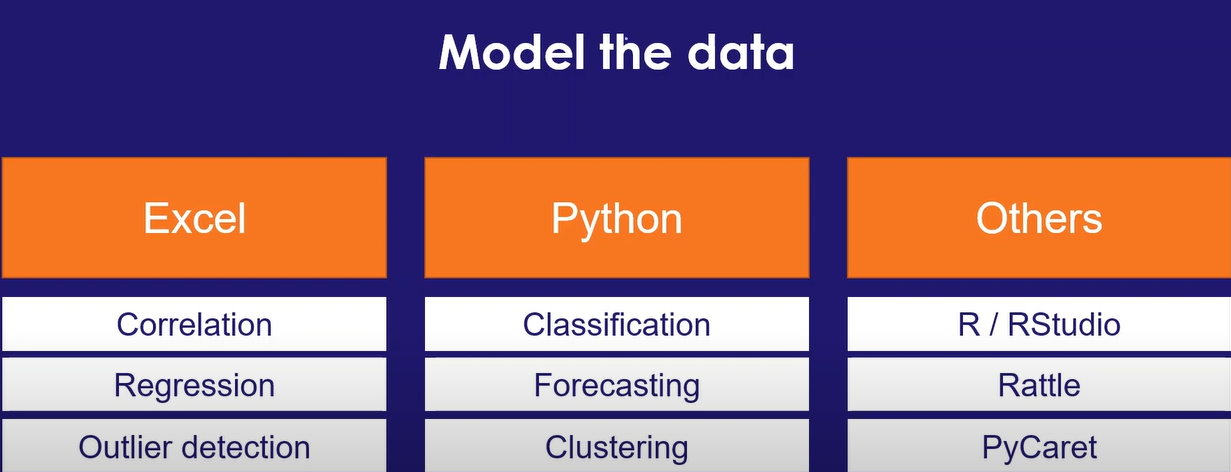 Model the data
Excel
Python
Others
Correlation
Classification
R / RStudio
Regression
Forecasting
Rattle
Outlier detection
Clustering
PyCaret